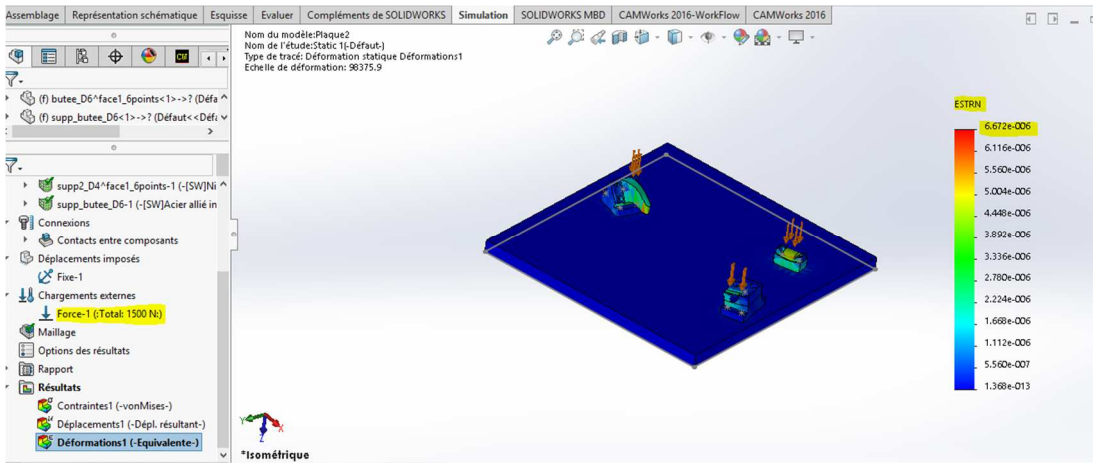 Assemblage Représentation schématique Esquisse Evaluer Compléments de SOLIDWORKS Simulation SOLIDWORKS MBD CAMWorks 2016-WorkFlow CAMWorks 2016
Nom du modèle:Plaque2
Nom de l'étude:Static 1(-Défaut-)
Type de tracé: Déformation statique Déformations1
Echelle de déformation: 98375.9
(f) butee_D6^face1_6points<1>->? (Défa
(f) supp_butee_D6<1>->? (Défaut<<Défa
supp2_D4^face1_6points-1 (-[SW]Ni
supp_butee_D6-1 (-[SW]Acier allié in
Connexions
Contacts entre composants
Déplacements imposés
Fixe-1
Chargements externes
Force-1 (:Total: 1500 N:)
Maillage
Options des résultats
Rapport
Résultats
Contraintes1 (-vonMises-)
Déplacements1 (-Dépl. résultant-)
Déformations1 (-Equivalente-)
ESTRN
6.672e-006
6.116e-006
5.560e-006
5.004e-006
4.448e-006
3.892e-006
3.336e-006
2.780e-006
2.224e-006
1.668e-006
1.112e-006
5.560e-007
1.368e-013
Y
X
Z
*Isométrique